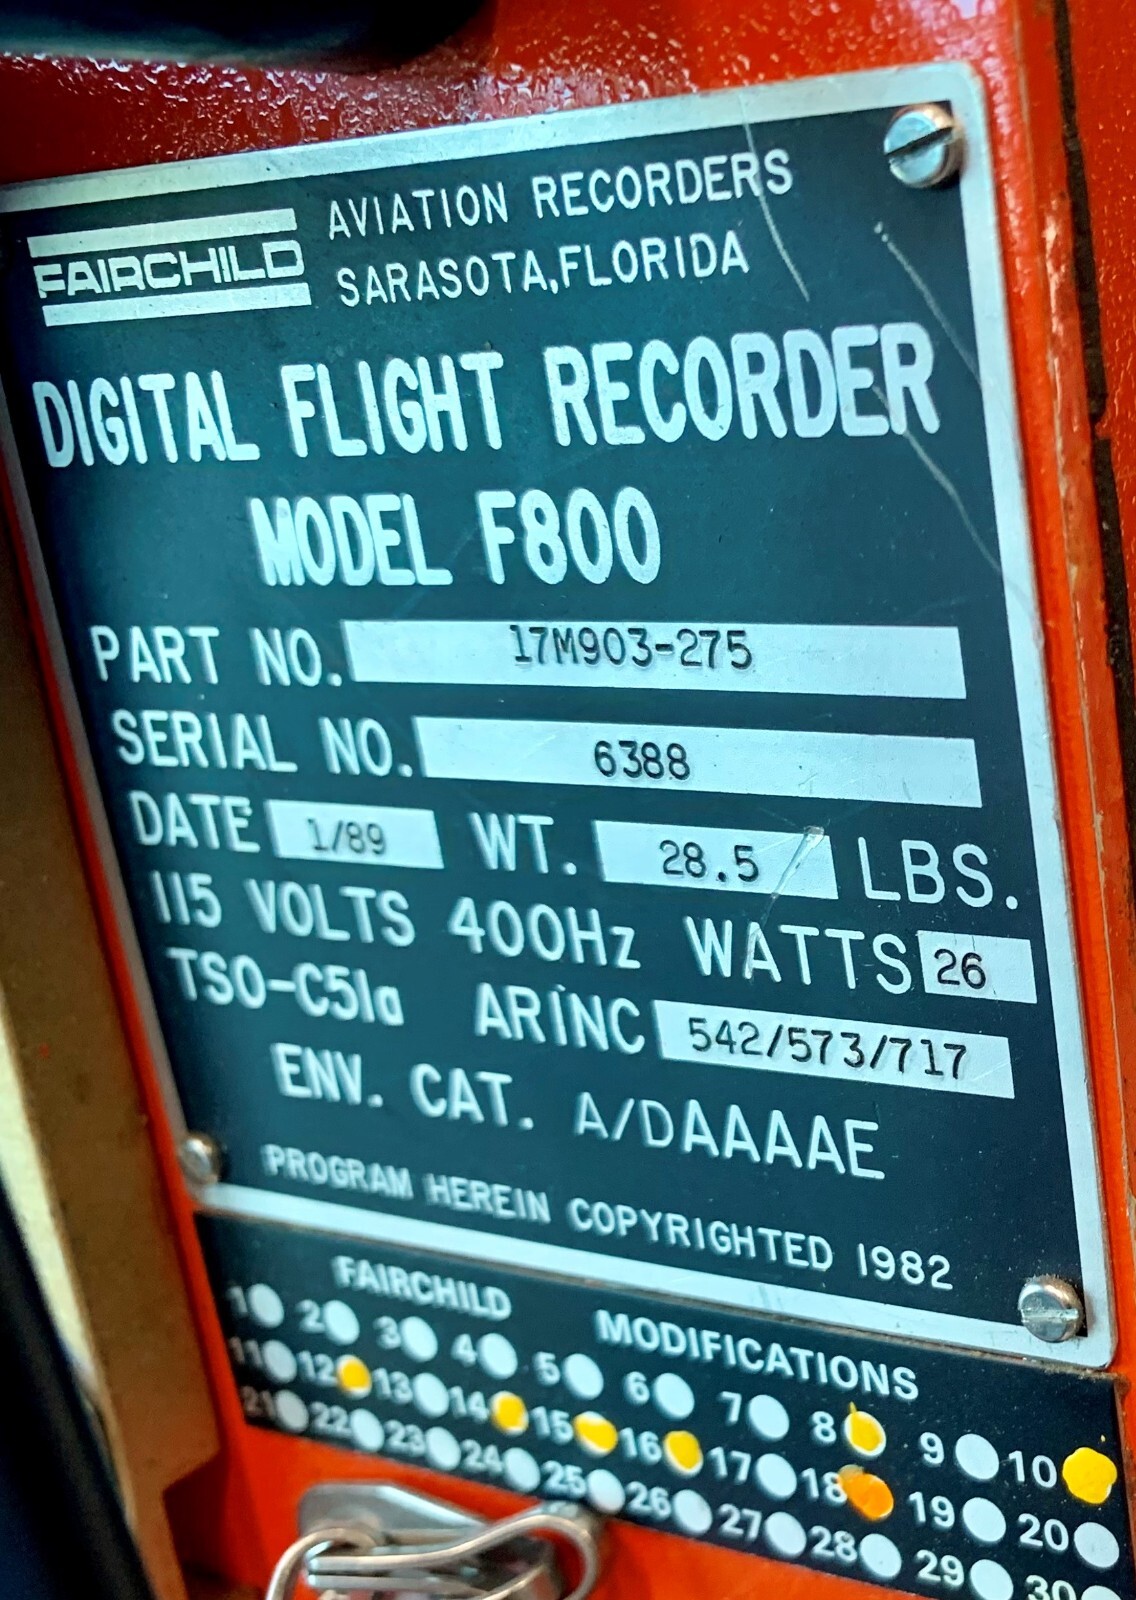 FAIRCHILD
AVIATION RECORDERS
SARASOTA, FLORIDA
DIGITAL FLIGHT RECORDER
MODEL F800
PART NO. 17M903-275
SERIAL NO. 6388
DATE 1/89 WT. 28.5 LBS.
115 VOLTS 400Hz WATTS 26
TSO-C51a ARINC 542/573/717
ENV. CAT. A/DAAAAE
PROGRAM HEREIN COPYRIGHTED 1982
FAIRCHILD MODIFICATIONS
1 2 3 4 5 6 7 8 9 10
11 12 13 14 15 16 17 18 19 20
21 22 23 24 25 26 27 28 29 30